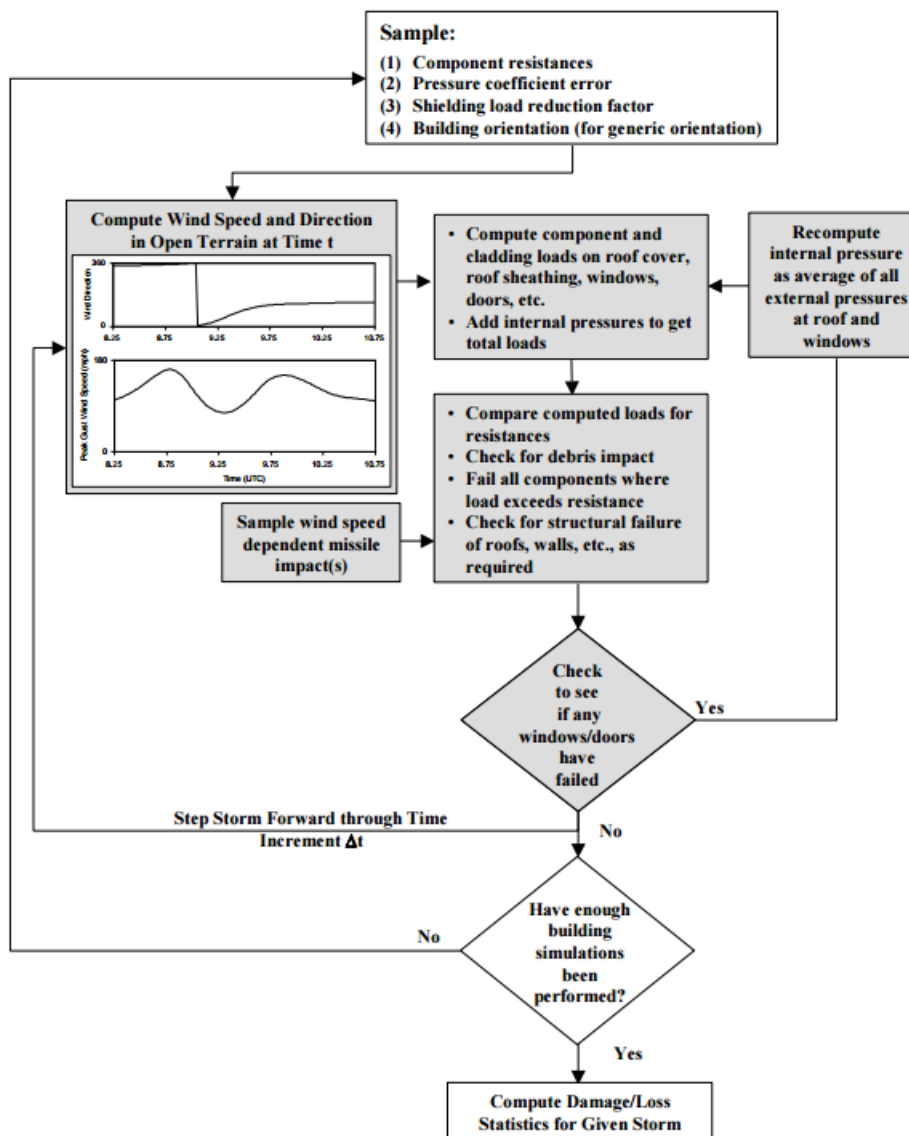 Sample:
(1) Component resistances
(2) Pressure coefficient error
(3) Shielding load reduction factor
(4) Building orientation (for generic orientation)
Compute Wind Speed and Direction
in Open Terrain at Time t
360
Wind Direction
0
8.25 8.75 9.25 9.75 10.25 10.75
180
Peak Gust Wind Speed (mph)
0
8.25 8.75 9.25 9.75 10.25 10.75
Time (UTC)
• Compute component and
cladding loads on roof cover,
roof sheathing, windows,
doors, etc.
• Add internal pressures to get
total loads
Recompute
internal pressure
as average of all
external pressures
at roof and
windows
• Compare computed loads for
resistances
• Check for debris impact
• Fail all components where
load exceeds resistance
• Check for structural failure
of roofs, walls, etc., as
required
Sample wind speed
dependent missile
impact(s)
Check
to see
if any
windows/doors
have
failed
Yes
Step Storm Forward through Time
Increment Δt
No
Have enough
building
simulations
been
performed?
No
Yes
Compute Damage/Loss
Statistics for Given Storm